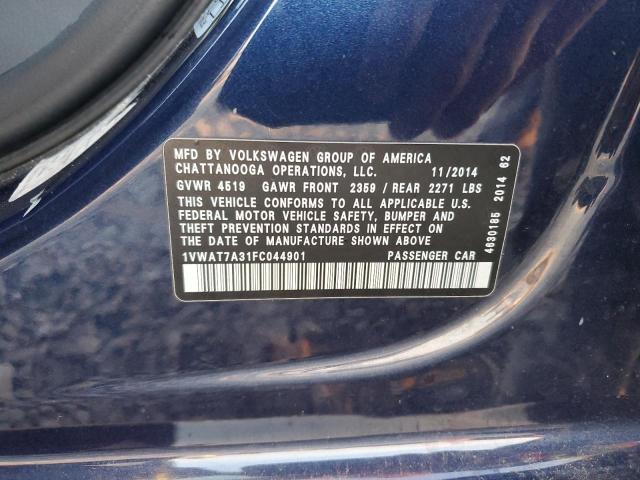 MFD BY VOLKSWAGEN GROUP OF AMERICA
CHATTANOOGA OPERATIONS, LLC. 11/2014
GVWR 4519 GAWR FRONT 2359 / REAR 2271 LBS
THIS VEHICLE CONFORMS TO ALL APPLICABLE U.S.
FEDERAL MOTOR VEHICLE SAFETY, BUMPER AND
THEFT PREVENTION STANDARDS IN EFFECT ON
THE DATE OF MANUFACTURE SHOWN ABOVE
1VWAT7A31FC044901 PASSENGER CAR
4630185 2014 62